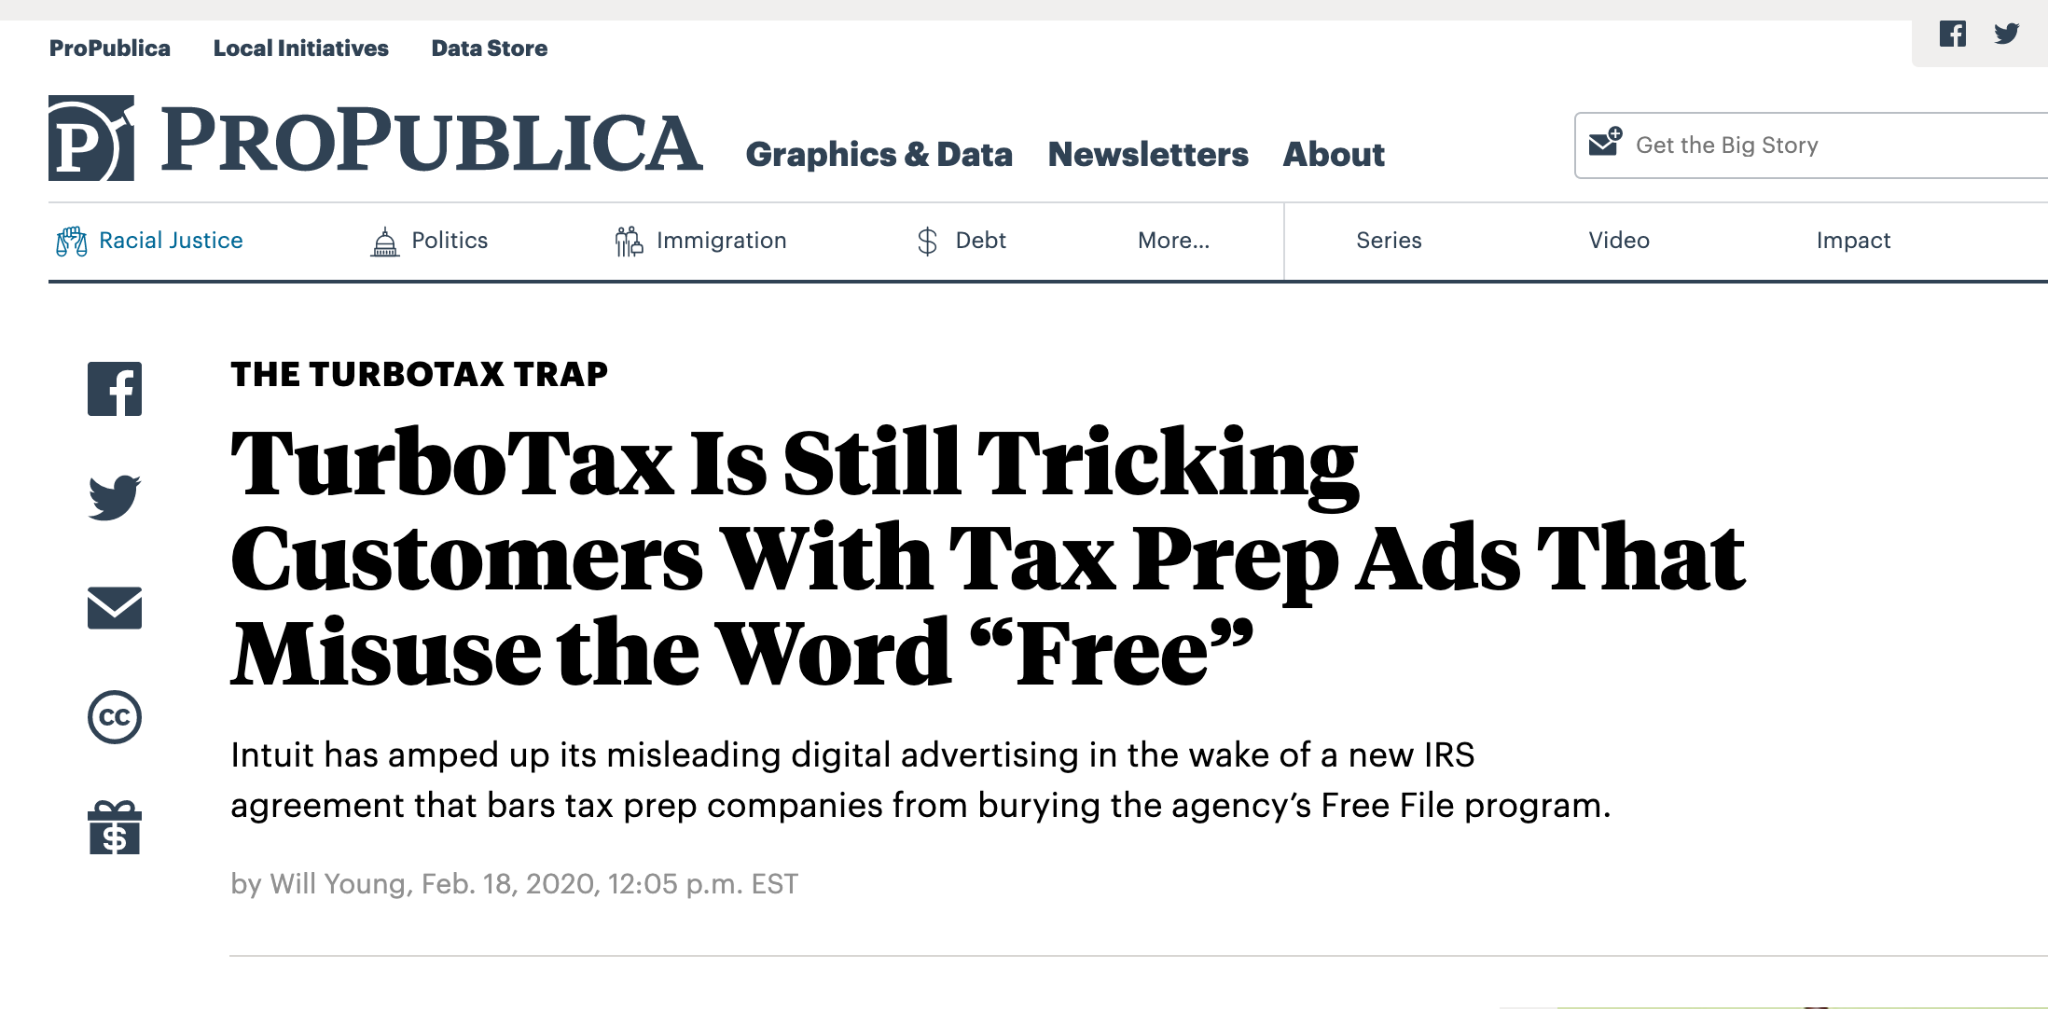 ProPublica Local Initiatives Data Store
P PROPUBLICA Graphics & Data Newsletters About Get the Big Story
Racial Justice Politics Immigration $ Debt More... Series Video Impact
THE TURBOTAX TRAP
TurboTax Is Still Tricking
Customers With Tax Prep Ads That
Misuse the Word “Free”
Intuit has amped up its misleading digital advertising in the wake of a new IRS
agreement that bars tax prep companies from burying the agency’s Free File program.
by Will Young, Feb. 18, 2020, 12:05 p.m. EST